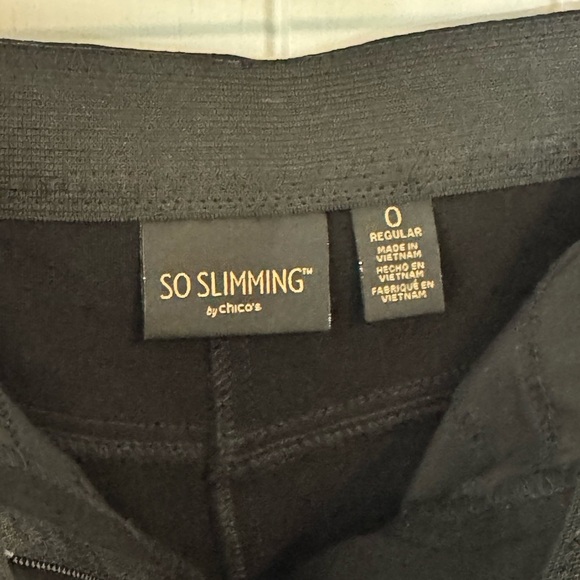 SO SLIMMING™
by chico's
0
REGULAR
MADE IN
VIETNAM
HECHO EN
VIETNAM
FABRIQUÉ EN
VIETNAM